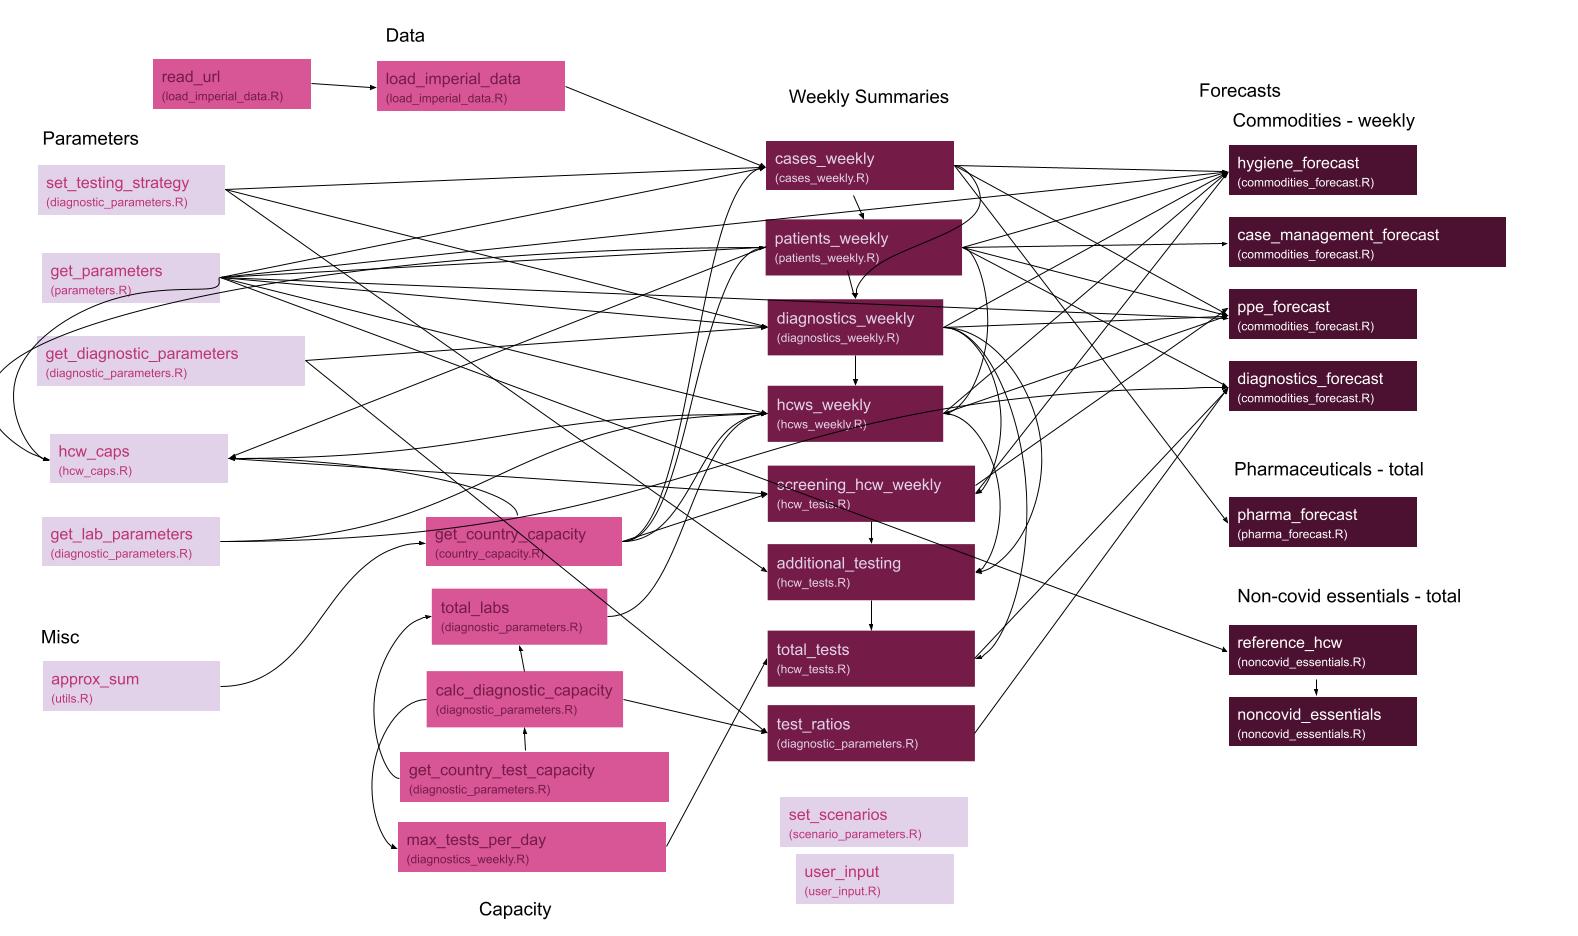 Data
read_url
(load_imperial_data.R)
load_imperial_data
(load_imperial_data.R)
Parameters
set_testing_strategy
(diagnostic_parameters.R)
get_parameters
(parameters.R)
get_diagnostic_parameters
(diagnostic_parameters.R)
hcw_caps
(hcw_caps.R)
get_lab_parameters
(diagnostic_parameters.R)
Misc
approx_sum
(utils.R)
get_country_capacity
(country_capacity.R)
total_labs
(diagnostic_parameters.R)
calc_diagnostic_capacity
(diagnostic_parameters.R)
get_country_test_capacity
(diagnostic_parameters.R)
max_tests_per_day
(diagnostics_weekly.R)
Capacity
Weekly Summaries
cases_weekly
(cases_weekly.R)
patients_weekly
(patients_weekly.R)
diagnostics_weekly
(diagnostics_weekly.R)
hcws_weekly
(hcws_weekly.R)
screening_hcw_weekly
(hcw_tests.R)
additional_testing
(hcw_tests.R)
total_tests
(hcw_tests.R)
test_ratios
(diagnostic_parameters.R)
set_scenarios
(scenario_parameters.R)
user_input
(user_input.R)
Forecasts
Commodities - weekly
hygiene_forecast
(commodities_forecast.R)
case_management_forecast
(commodities_forecast.R)
ppe_forecast
(commodities_forecast.R)
diagnostics_forecast
(commodities_forecast.R)
Pharmaceuticals - total
pharma_forecast
(pharma_forecast.R)
Non-covid essentials - total
reference_hcw
(noncovid_essentials.R)
noncovid_essentials
(noncovid_essentials.R)